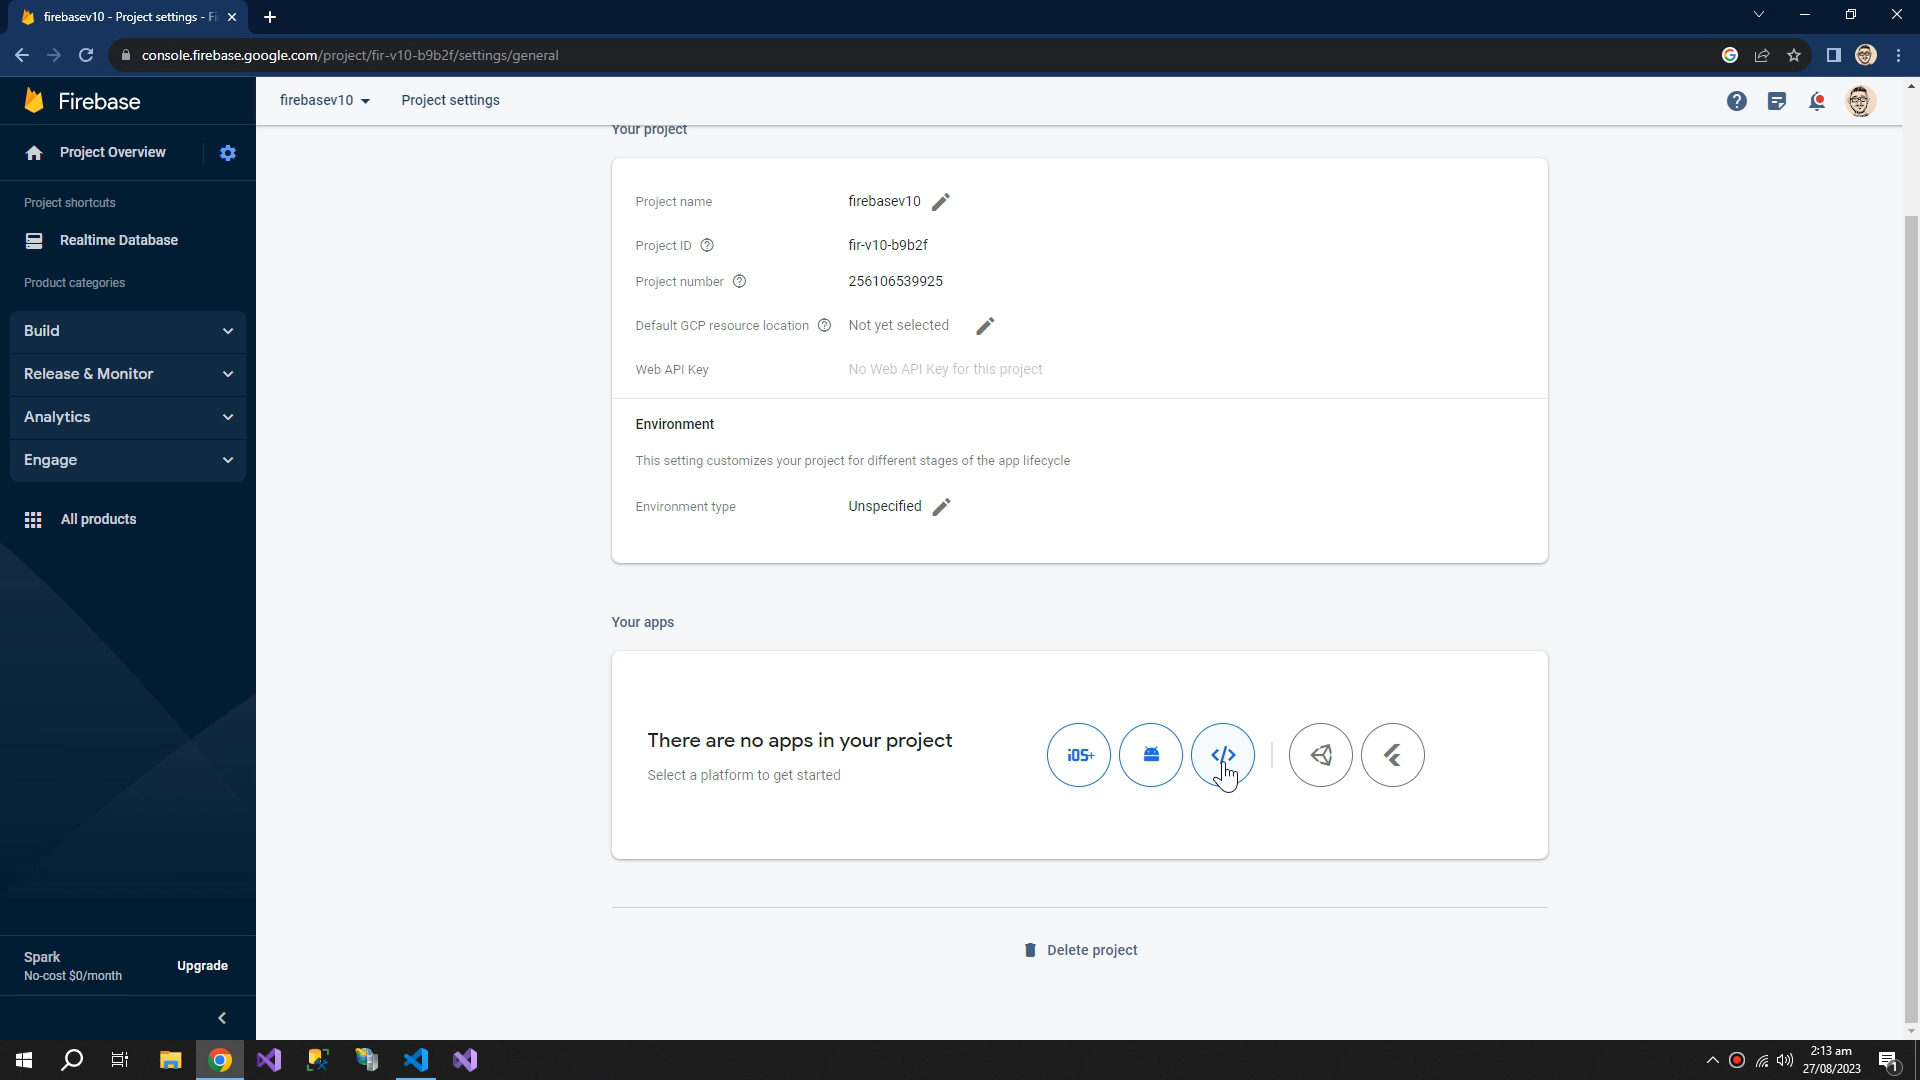 firebasev10 - Project settings - Fi
console.firebase.google.com/project/fir-v10-b9b2f/settings/general
Firebase
firebasev10
Project settings
Project Overview
Project shortcuts
Realtime Database
Product categories
Build
Release & Monitor
Analytics
Engage
All products
Spark
No-cost $0/month
Upgrade
Your project
Project name
firebasev10
Project ID
fir-v10-b9b2f
Project number
256106539925
Default GCP resource location
Not yet selected
Web API Key
No Web API Key for this project
Environment
This setting customizes your project for different stages of the app lifecycle
Environment type
Unspecified
Your apps
There are no apps in your project
Select a platform to get started
iOS+
Delete project
2:13 am
27/08/2023
1